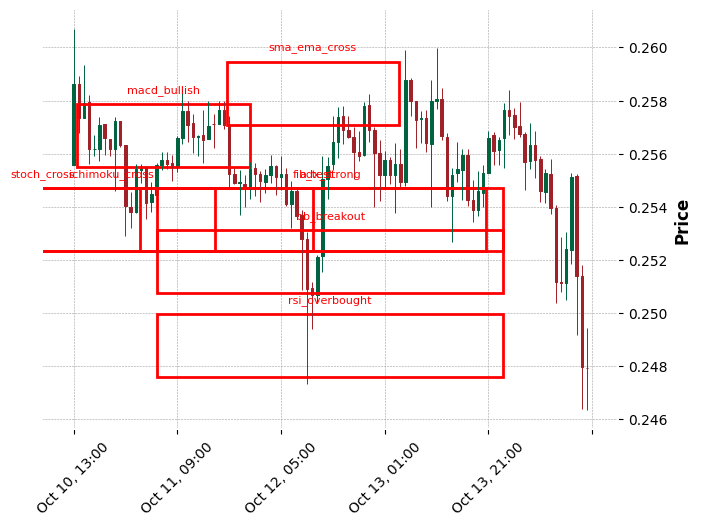 sma_ema_cross
macd_bullish
stoch_cross
ichimoku_cross
bb_breakout
rsi_overbought
0.260
0.258
0.256
0.254
0.252
0.250
0.248
0.246
Price
Oct 10, 13:00
Oct 11, 09:00
Oct 12, 05:00
Oct 13, 01:00
Oct 13, 21:00